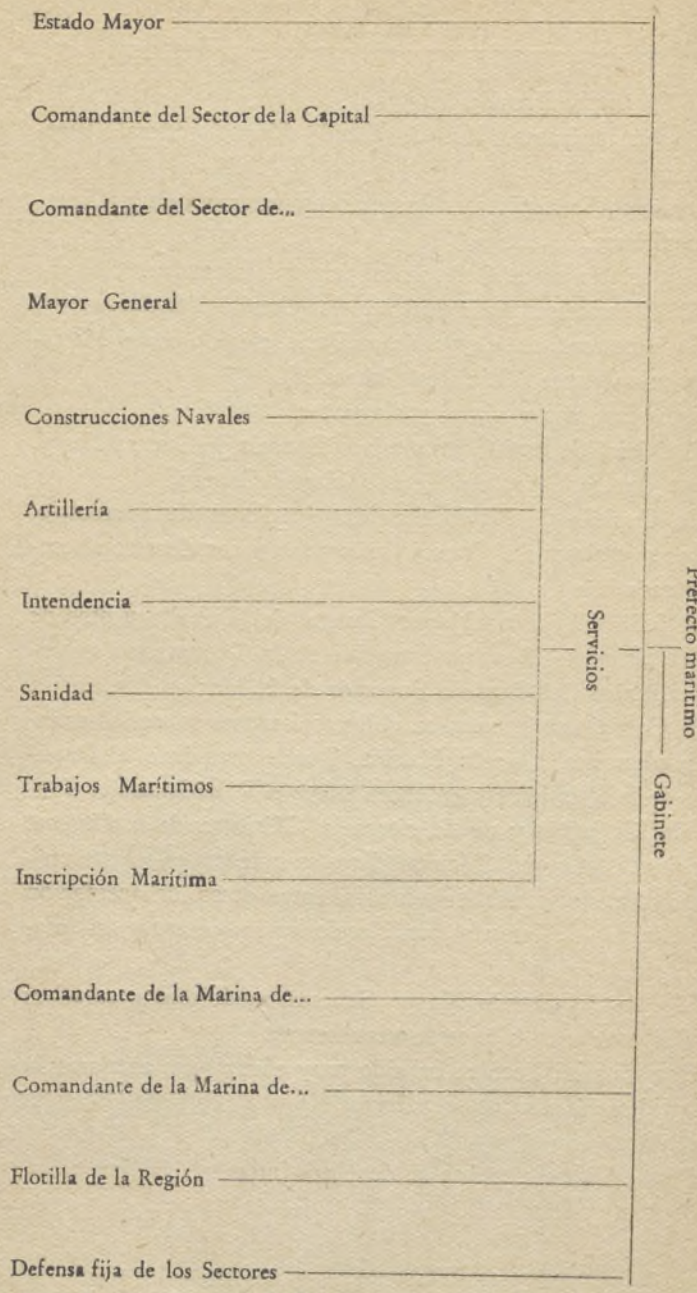 Estado Mayor
Comandante del Sector de la Capital
Comandante del Sector de...
Mayor General
Construcciones Navales
Artillería
Intendencia
Sanidad
Trabajos Marítimos
Inscripción Marítima
Comandante de la Marina de...
Comandante de la Marina de...
Flotilla de la Región
Defensa fija de los Sectores
Servicios
Prefecto marítimo
Gabinete